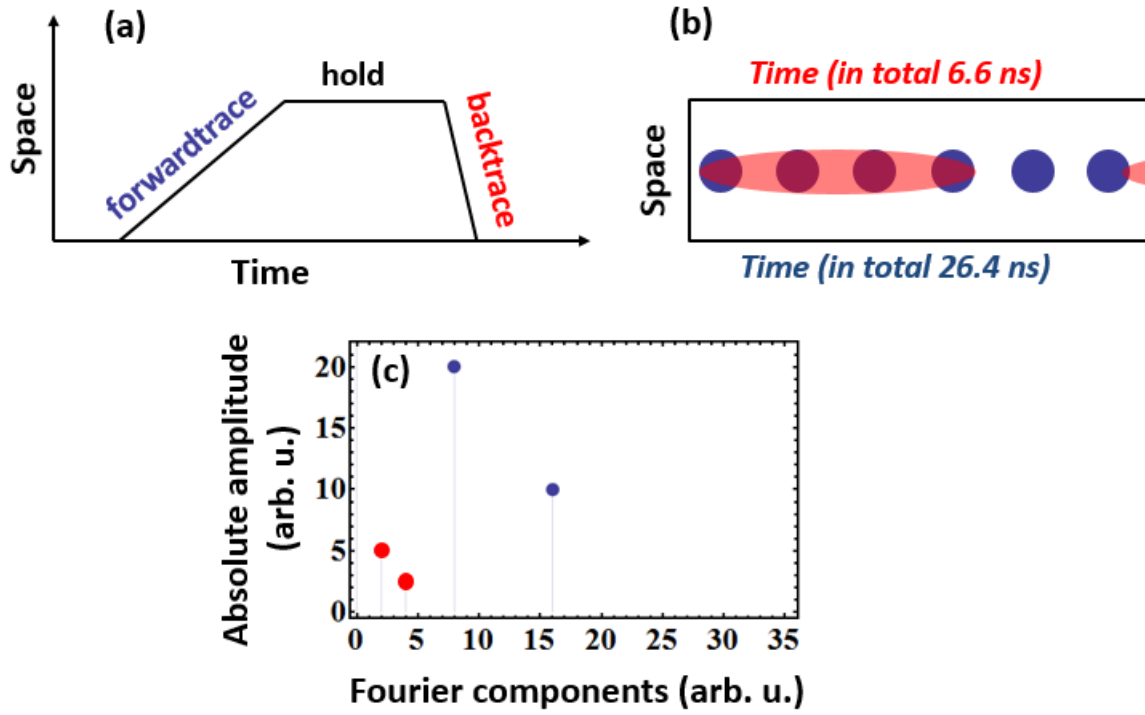 (a)
Space
forwardtrace
hold
backtrace
Time
(b)
Time (in total 6.6 ns)
Space
Time (in total 26.4 ns)
(c)
Absolute amplitude
(arb. u.)
20
15
10
5
0
0 5 10 15 20 25 30 35
Fourier components (arb. u.)